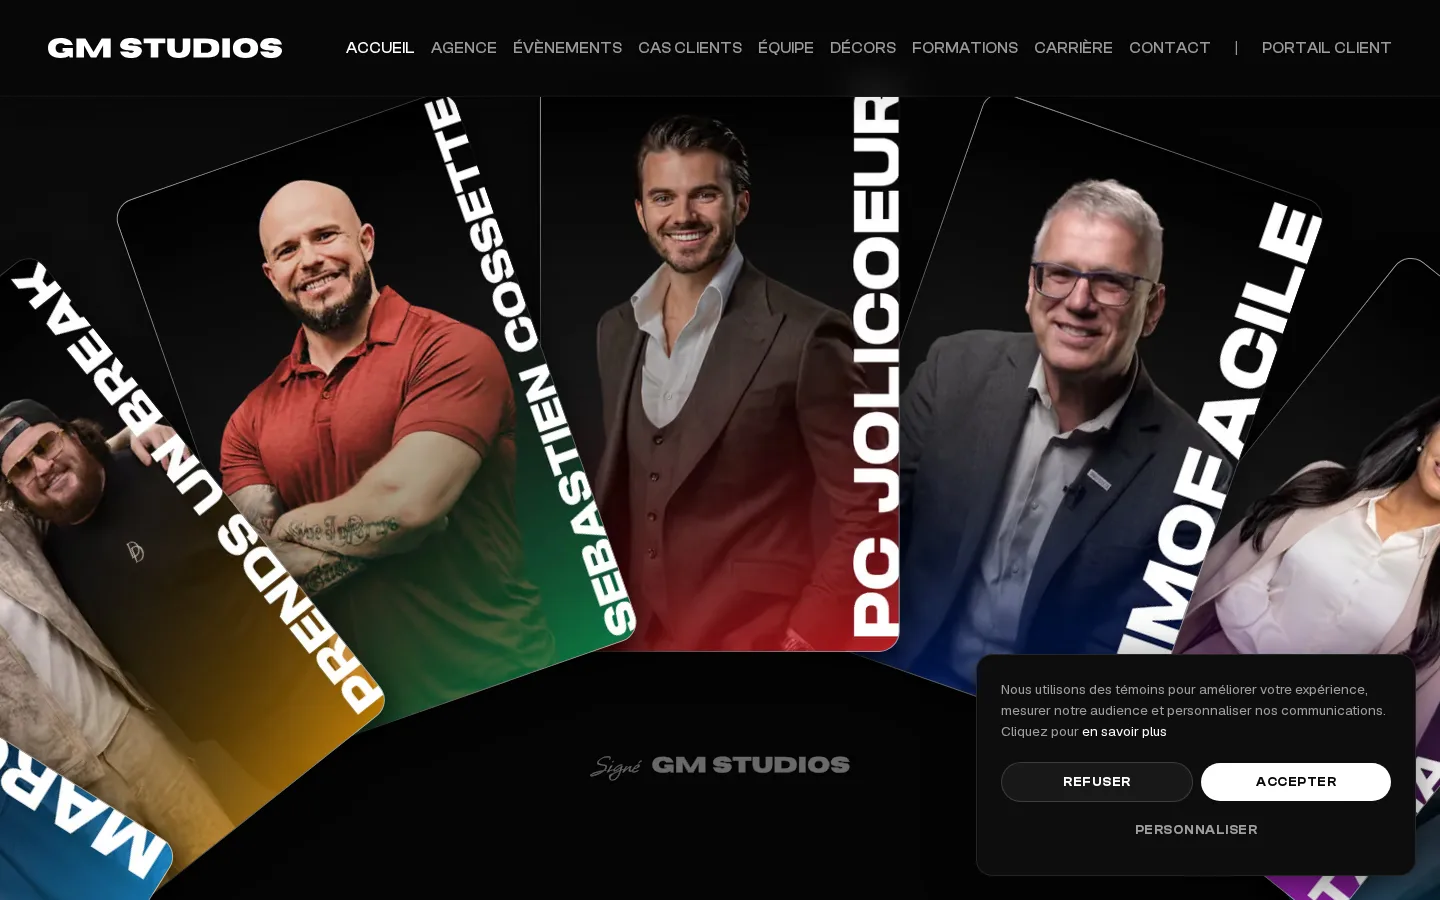 GM STUDIOS
ACCUEIL AGENCE ÉVÈNEMENTS CAS CLIENTS ÉQUIPE DÉCORS FORMATIONS CARRIÈRE CONTACT | PORTAIL CLIENT
PRENDS UN BREAK
SEBASTIEN COSSETTE
PC JOLICOEUR
IMOFACILE
Signé GM STUDIOS
Nous utilisons des témoins pour améliorer votre expérience,
mesurer notre audience et personnaliser nos communications.
Cliquez pour en savoir plus
REFUSER
ACCEPTER
PERSONNALISER